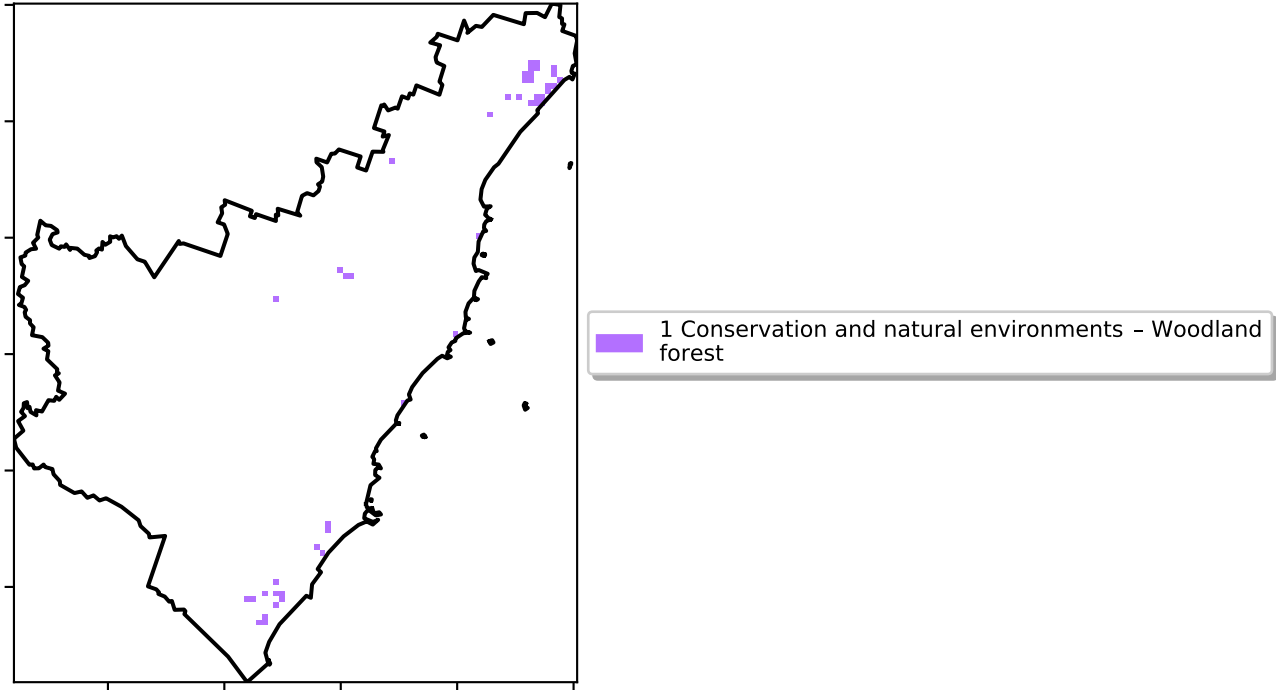 1 Conservation and natural environments – Woodland
forest